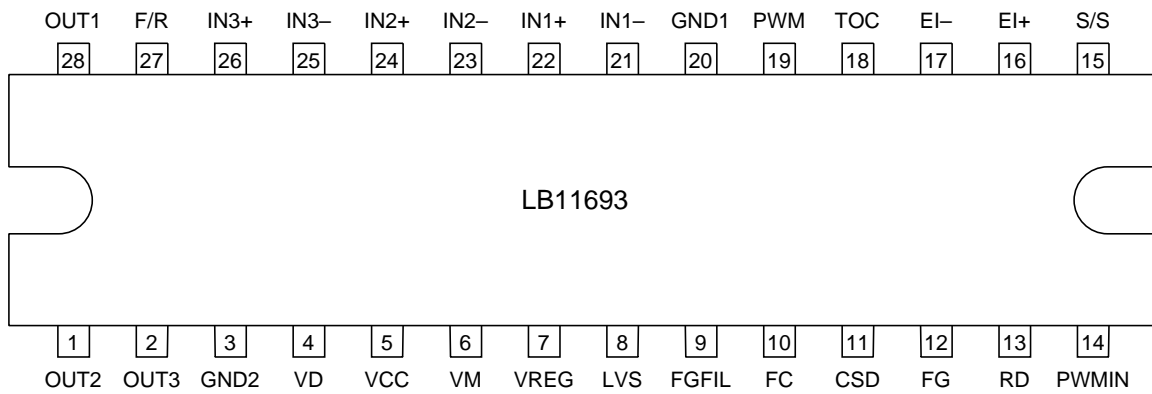 OUT1 F/R IN3+ IN3– IN2+ IN2– IN1+ IN1– GND1 PWM TOC EI– EI+ S/S
28 27 26 25 24 23 22 21 20 19 18 17 16 15
LB11693
1 2 3 4 5 6 7 8 9 10 11 12 13 14
OUT2 OUT3 GND2 VD VCC VM VREG LVS FGFIL FC CSD FG RD PWMIN